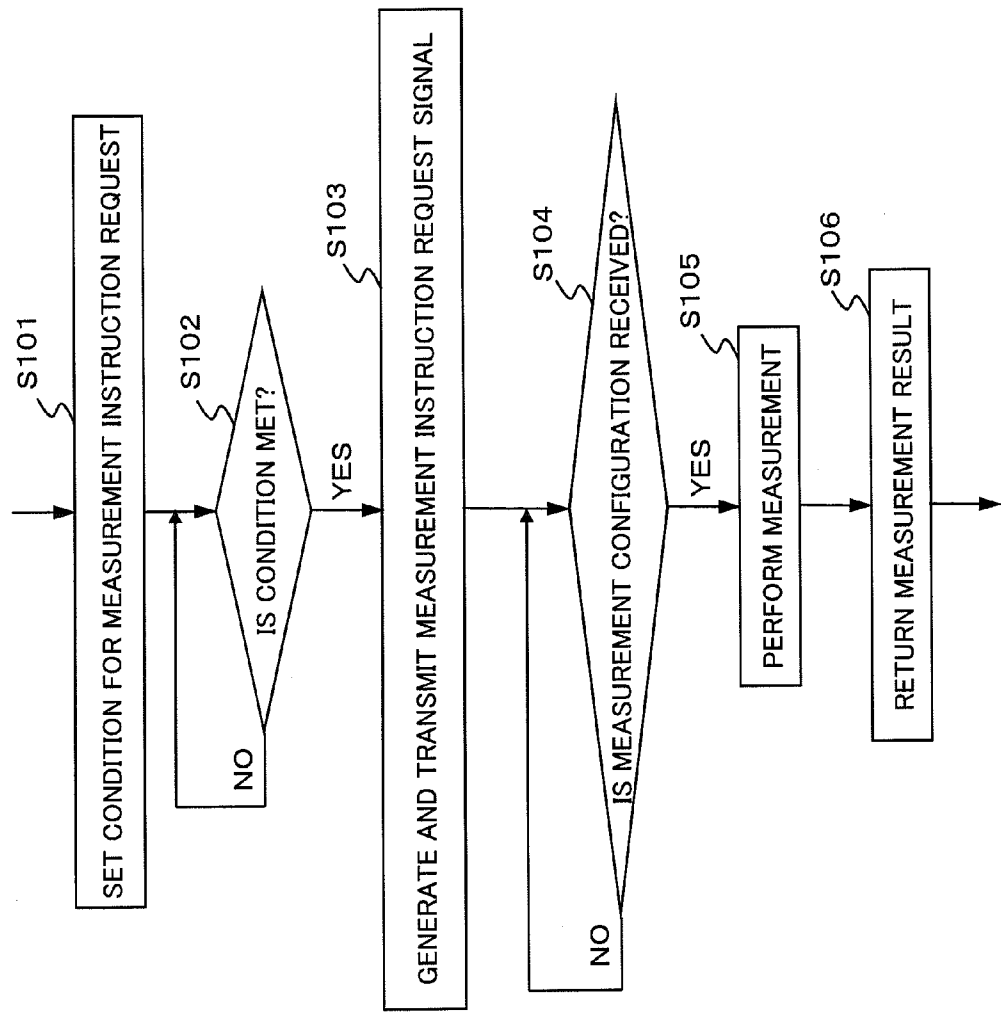 S101
SET CONDITION FOR MEASUREMENT INSTRUCTION REQUEST
S102
IS CONDITION MET?
NO
YES
S103
GENERATE AND TRANSMIT MEASUREMENT INSTRUCTION REQUEST SIGNAL
S104
IS MEASUREMENT CONFIGURATION RECEIVED?
NO
YES
S105
PERFORM MEASUREMENT
S106
RETURN MEASUREMENT RESULT